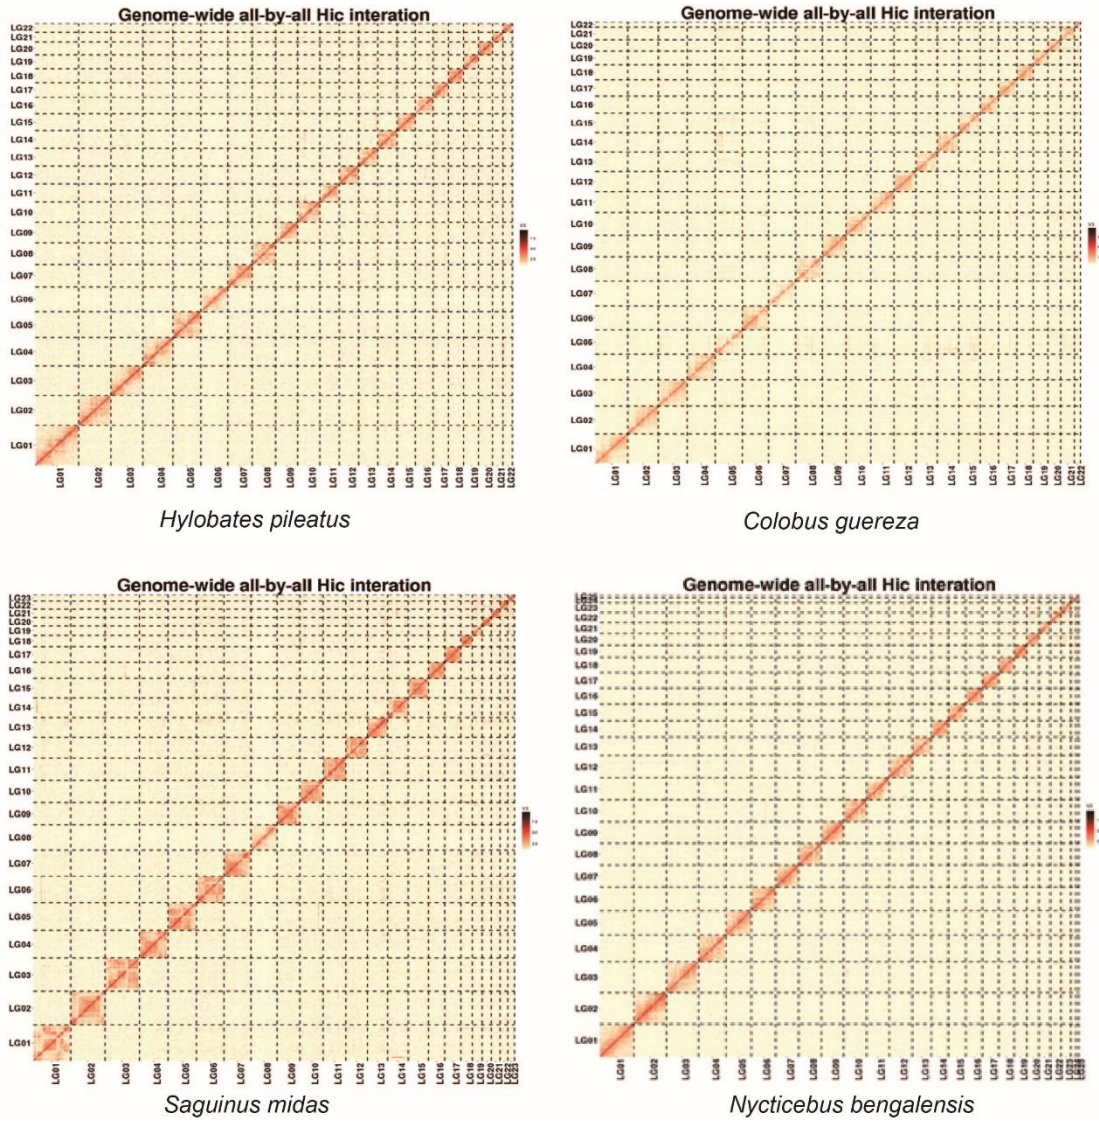 Genome-wide all-by-all Hic interation
LG22
LG21
LG20
LG19
LG18
LG17
LG16
LG15
LG14
LG13
LG12
LG11
LG10
LG09
LG08
LG07
LG06
LG05
LG04
LG03
LG02
LG01
LG01 LG02 LG03 LG04 LG05 LG06 LG07 LG08 LG09 LG10 LG11 LG12 LG13 LG14 LG15 LG16 LG17 LG18 LG19 LG20 LG21 LG22
Hylobates pileatus
Genome-wide all-by-all Hic interation
LG22
LG21
LG20
LG19
LG18
LG17
LG16
LG15
LG14
LG13
LG12
LG11
LG10
LG09
LG08
LG07
LG06
LG05
LG04
LG03
LG02
LG01
LG01 LG02 LG03 LG04 LG05 LG06 LG07 LG08 LG09 LG10 LG11 LG12 LG13 LG14 LG15 LG16 LG17 LG18 LG19 LG20 LG21 LG22
Colobus guereza
Genome-wide all-by-all Hic interation
LG23
LG22
LG21
LG20
LG19
LG18
LG17
LG16
LG15
LG14
LG13
LG12
LG11
LG10
LG09
LG08
LG07
LG06
LG05
LG04
LG03
LG02
LG01
LG01 LG02 LG03 LG04 LG05 LG06 LG07 LG08 LG09 LG10 LG11 LG12 LG13 LG14 LG15 LG16 LG17 LG18 LG19 LG20 LG21 LG22 LG23
Saguinus midas
Genome-wide all-by-all Hic interation
LG23
LG22
LG21
LG20
LG19
LG18
LG17
LG16
LG15
LG14
LG13
LG12
LG11
LG10
LG09
LG08
LG07
LG06
LG05
LG04
LG03
LG02
LG01
LG01 LG02 LG03 LG04 LG05 LG06 LG07 LG08 LG09 LG10 LG11 LG12 LG13 LG14 LG15 LG16 LG17 LG18 LG19 LG20 LG21 LG22 LG23
Nycticebus bengalensis